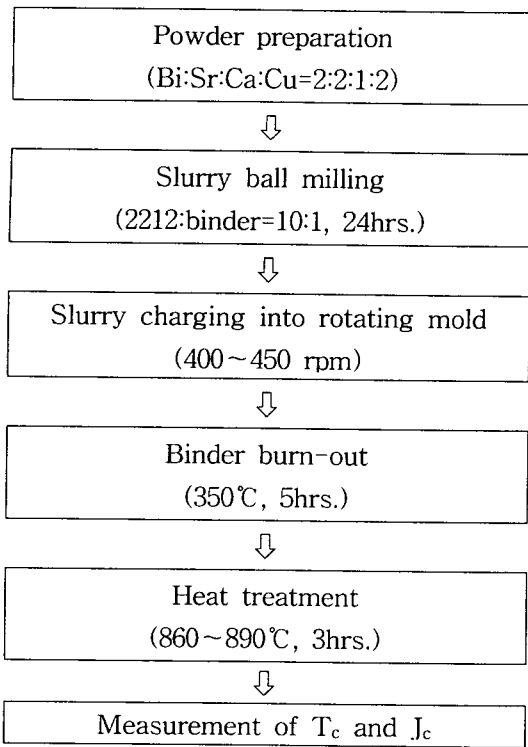 Powder preparation
(Bi:Sr:Ca:Cu=2:2:1:2)
⇩
Slurry ball milling
(2212:binder=10:1, 24hrs.)
⇩
Slurry charging into rotating mold
(400~450 rpm)
⇩
Binder burn-out
(350℃, 5hrs.)
⇩
Heat treatment
(860~890℃, 3hrs.)
⇩
Measurement of Tc and Jc